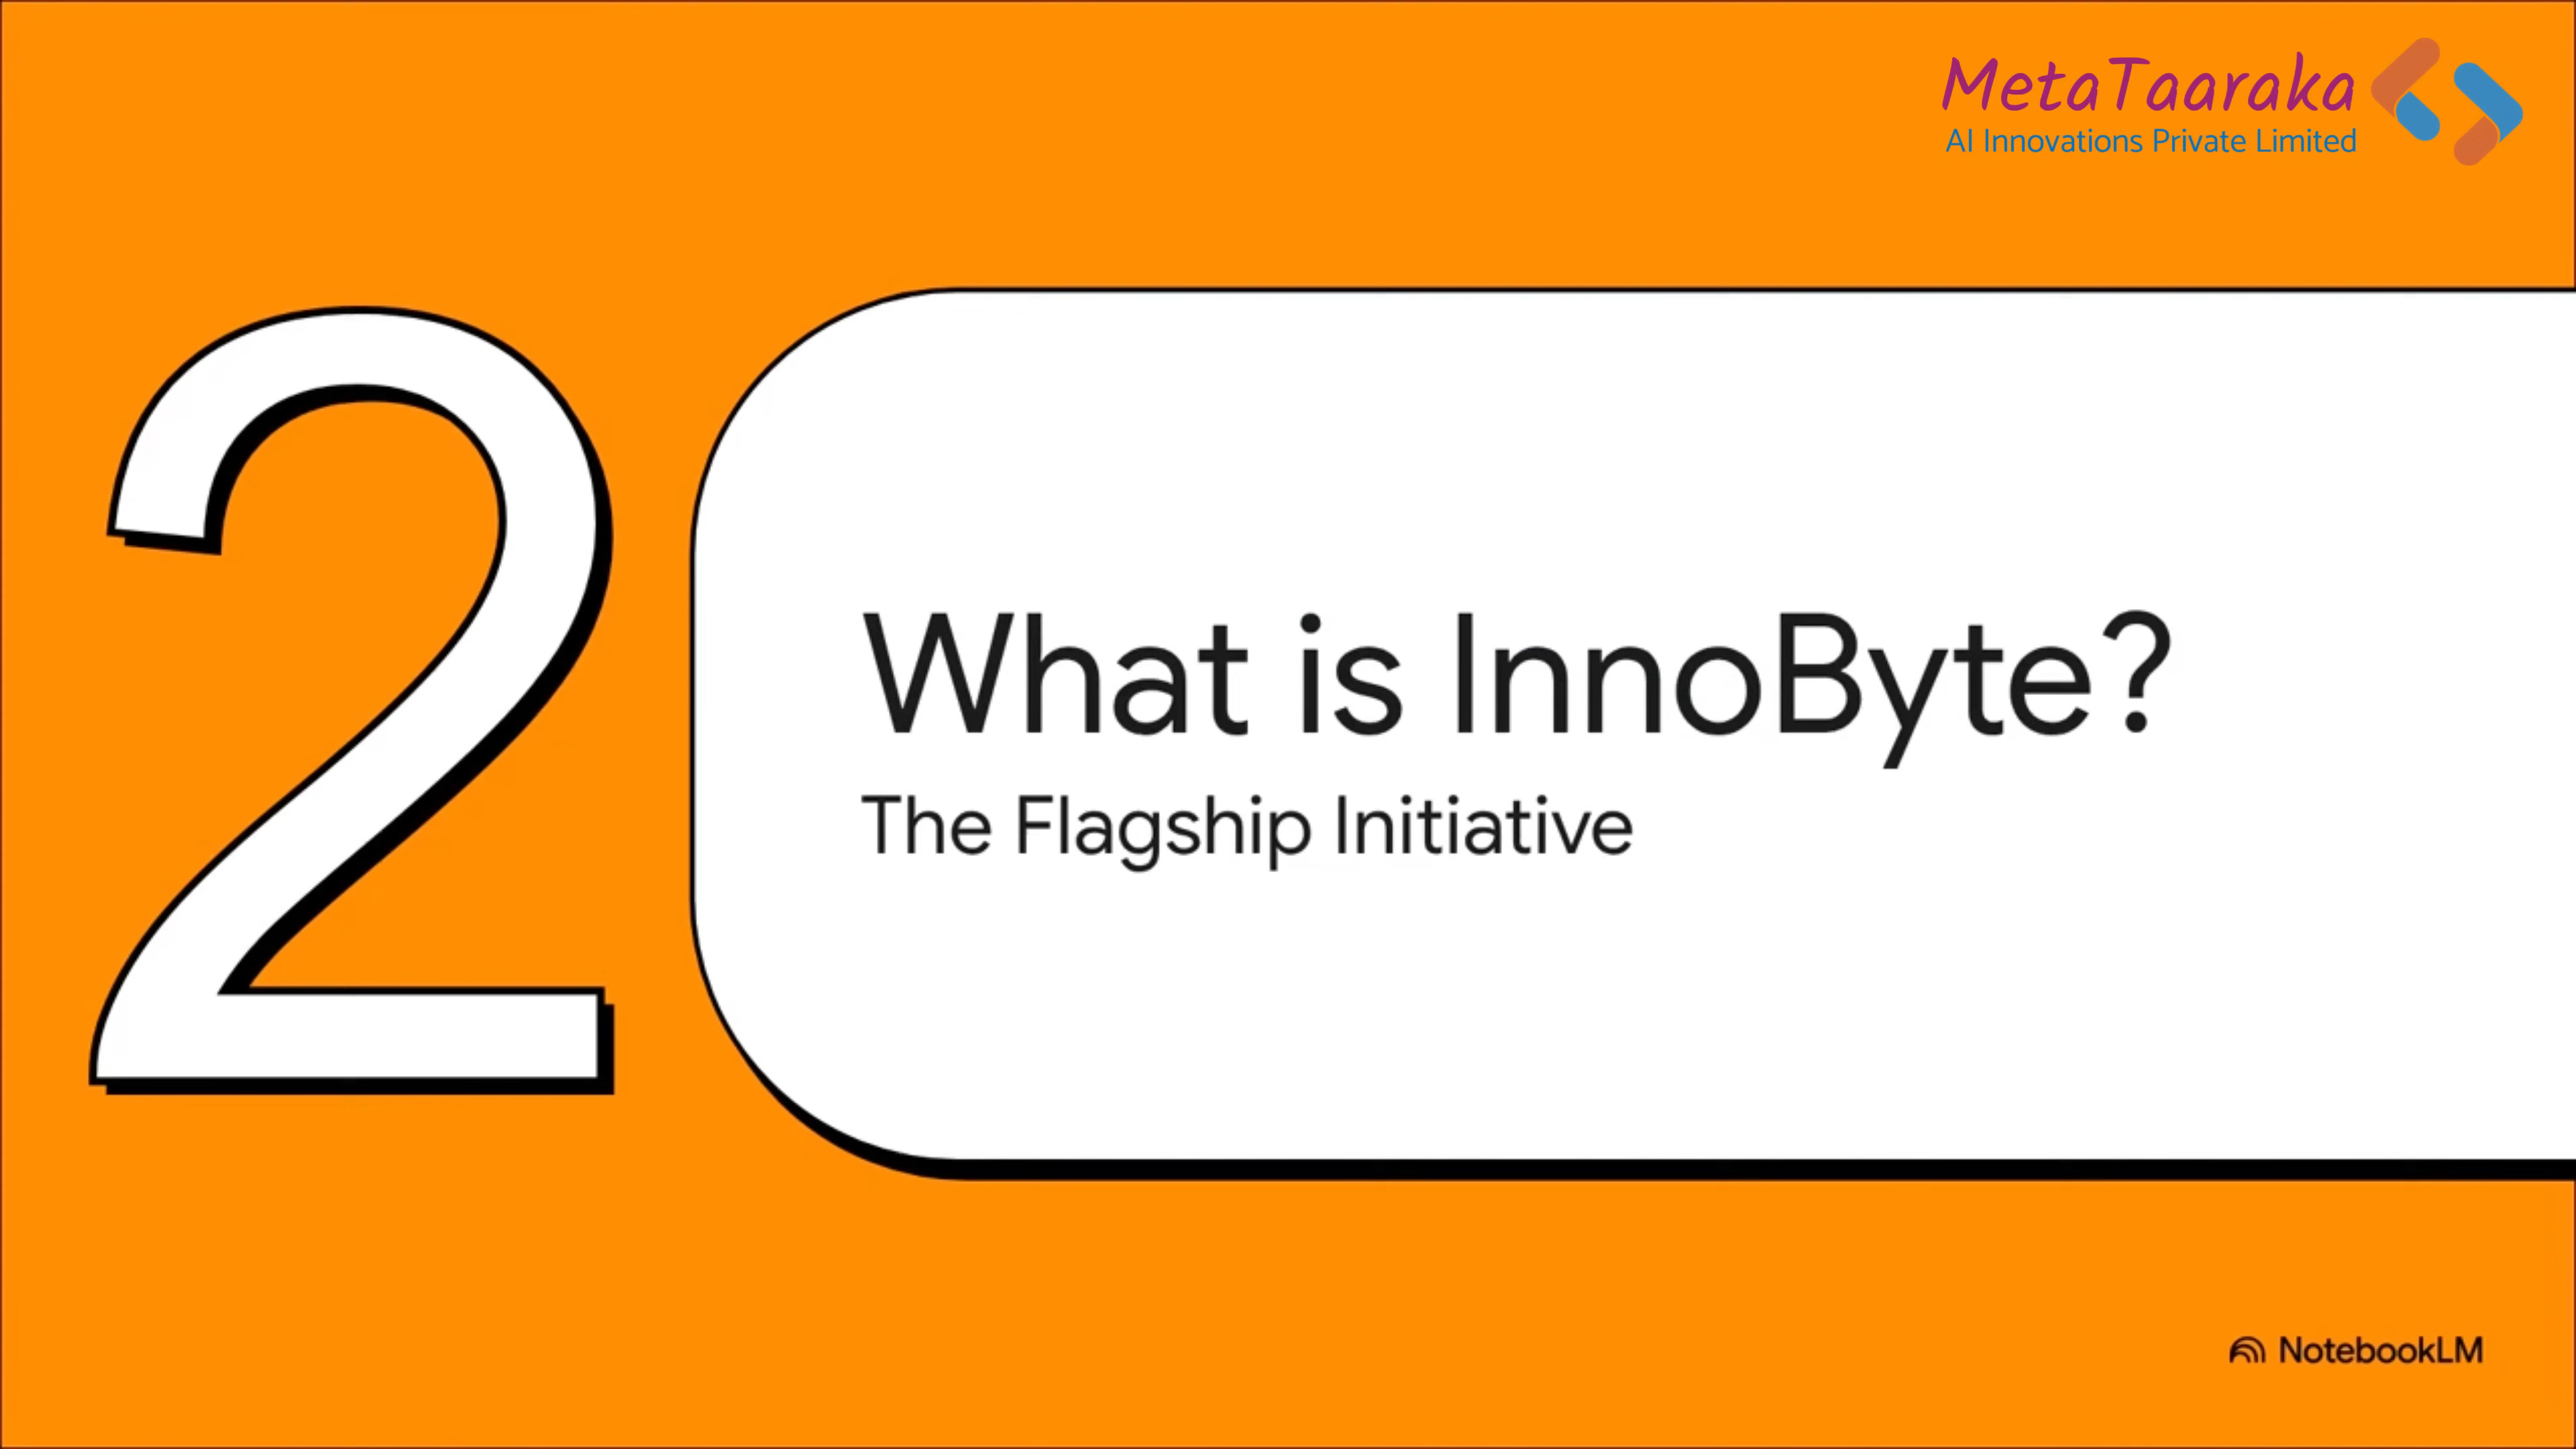 MetaTaaraka
AI Innovations Private Limited
2
What is InnoByte?
The Flagship Initiative
NotebookLM